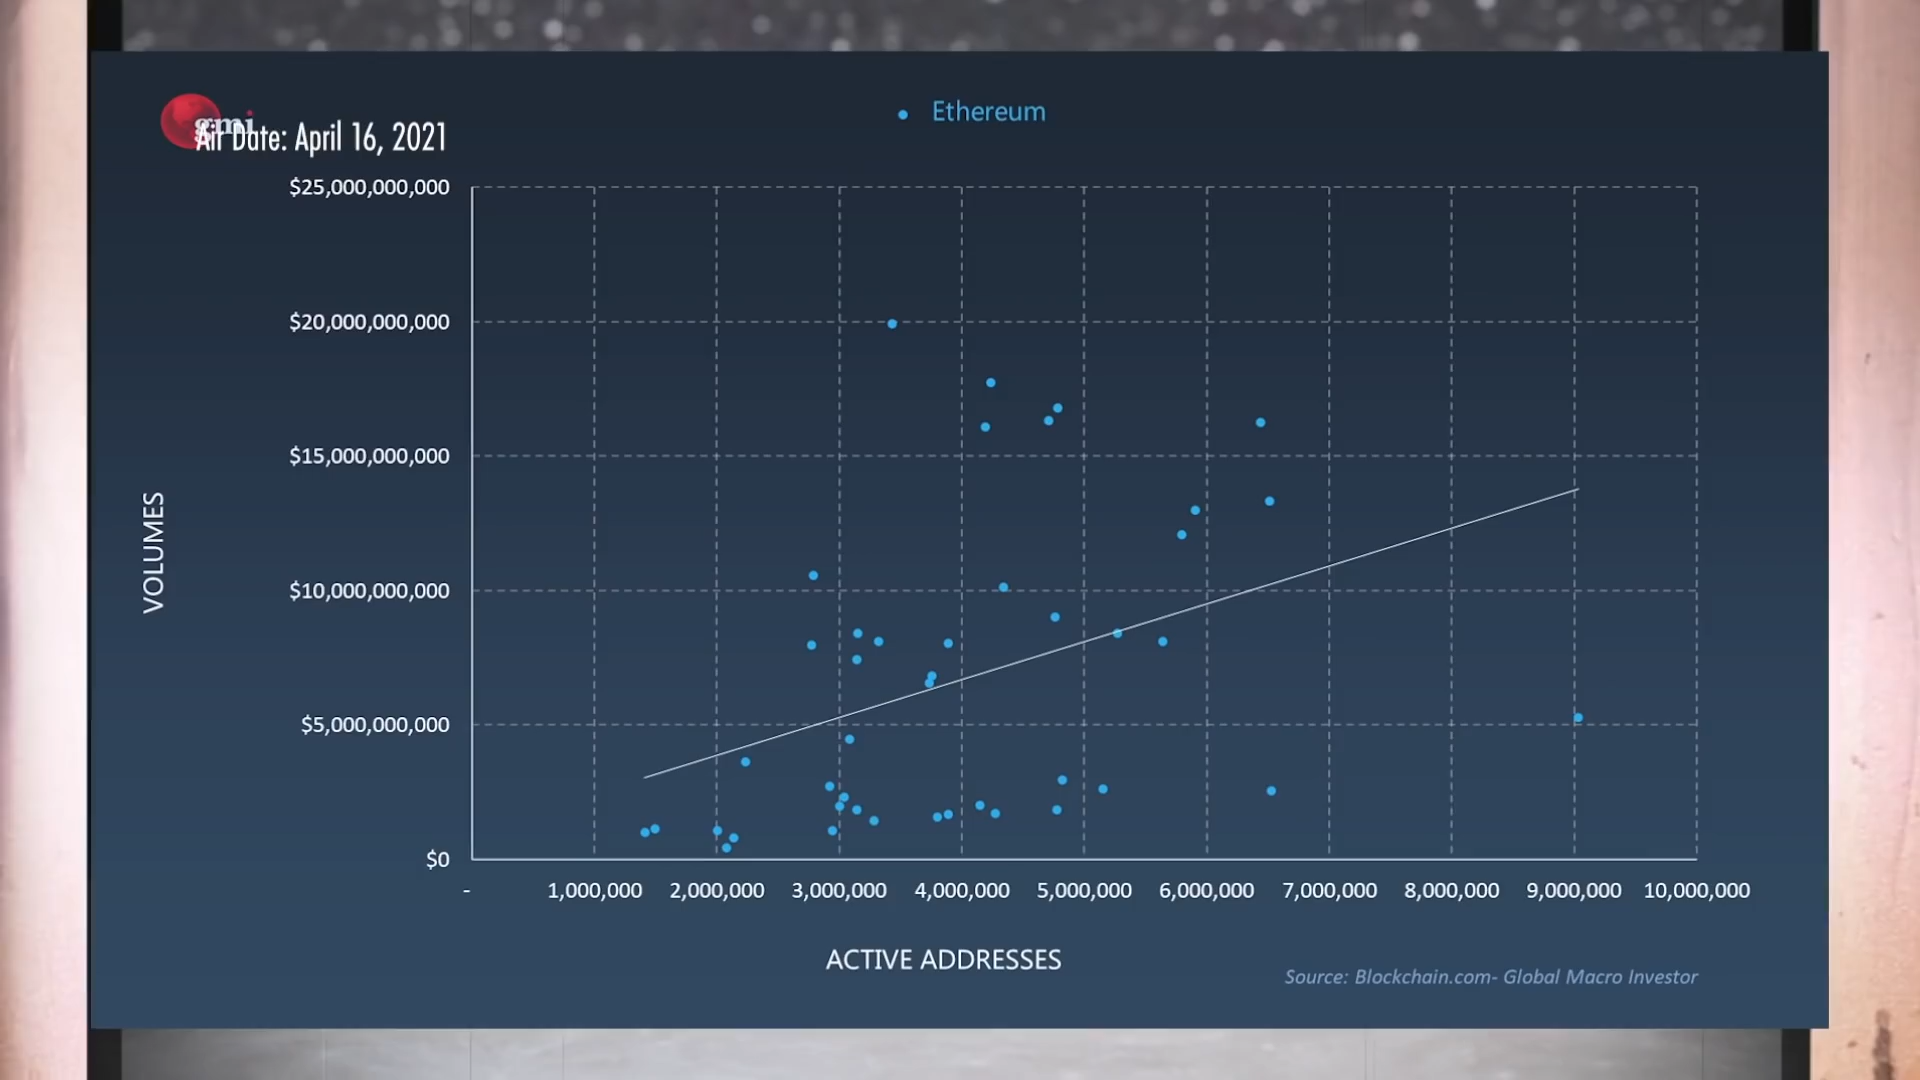 gmi
Air Date: April 16, 2021
Ethereum
$25,000,000,000
$20,000,000,000
$15,000,000,000
$10,000,000,000
$5,000,000,000
$0
VOLUMES
- 1,000,000 2,000,000 3,000,000 4,000,000 5,000,000 6,000,000 7,000,000 8,000,000 9,000,000 10,000,000
ACTIVE ADDRESSES
Source: Blockchain.com- Global Macro Investor